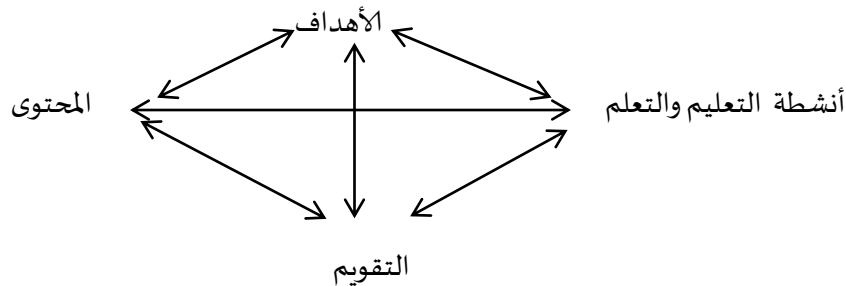 الأهداف
أنشطة التعليم والتعلم
المحتوى
التقويم